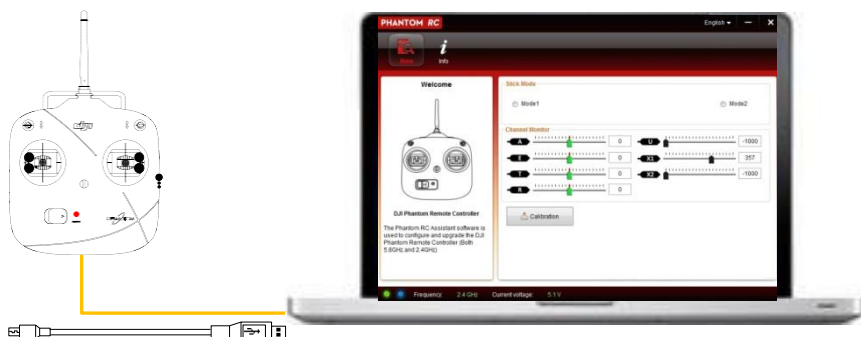 PHANTOM RC
English
View
Info
Welcome
DJI Phantom Remote Controller
The Phantom RC Assistant software is
used to configure and upgrade the DJI
Phantom Remote Controller (Both
5.8GHz and 2.4GHz)
Stick Mode
Mode1
Mode2
Channel Monitor
A 0 U -1000
E 0 X1 357
T 0 X2 -1000
R 0
Calibration
Frequency: 2.4 GHz Current voltage: 5.1 V